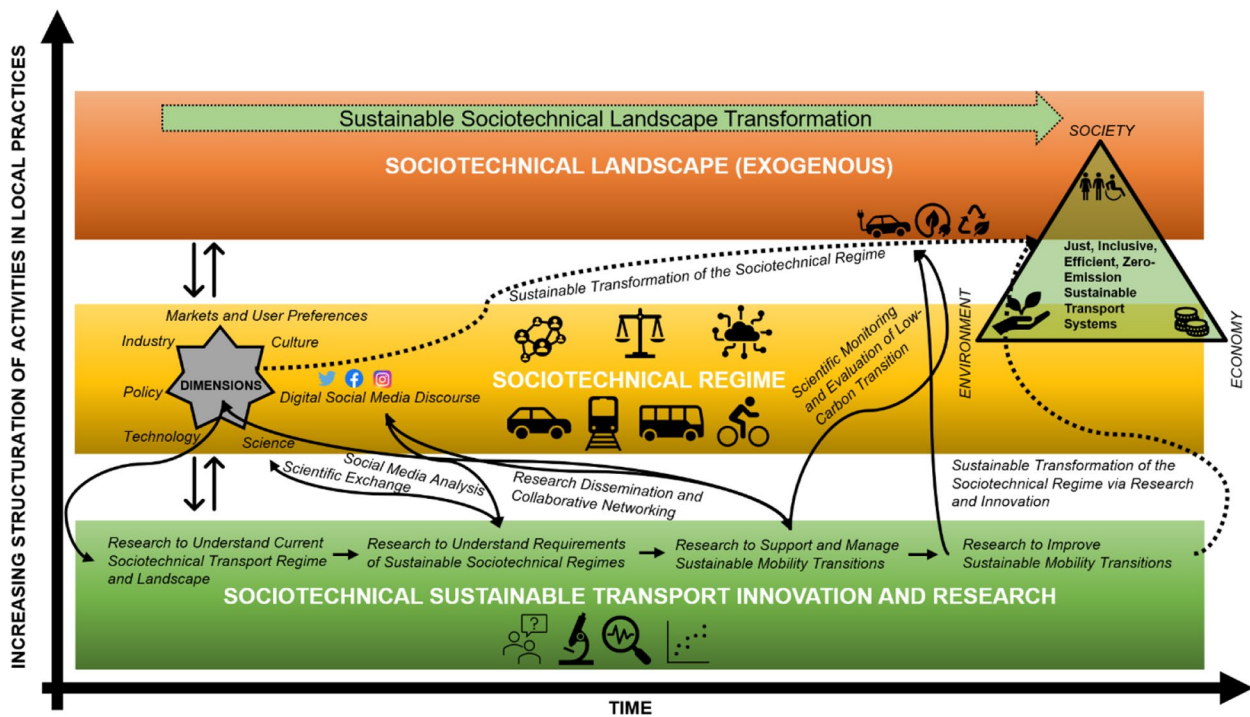 INCREASING STRUCTURATION OF ACTIVITIES IN LOCAL PRACTICES
Sustainable Sociotechnical Landscape Transformation
SOCIOTECHNICAL LANDSCAPE (EXOGENOUS)
SOCIETY
Just, Inclusive,
Efficient, Zero-
Emission
Sustainable
Transport
Systems
ENVIRONMENT
ECONOMY
Sustainable Transformation of the Sociotechnical Regime
Markets and User Preferences
Industry
Culture
DIMENSIONS
Policy
Digital Social Media Discourse
Technology
Science
SOCIOTECHNICAL REGIME
Scientific Monitoring
and Evaluation of Low-
Carbon Transition
Social Media Analysis
Scientific Exchange
Research Dissemination and
Collaborative Networking
Sustainable Transformation of the
Sociotechnical Regime via Research
and Innovation
Research to Understand Current
Sociotechnical Transport Regime
and Landscape
Research to Understand Requirements
of Sustainable Sociotechnical Regimes
Research to Support and Manage
Sustainable Mobility Transitions
Research to Improve
Sustainable Mobility Transitions
SOCIOTECHNICAL SUSTAINABLE TRANSPORT INNOVATION AND RESEARCH
?
TIME